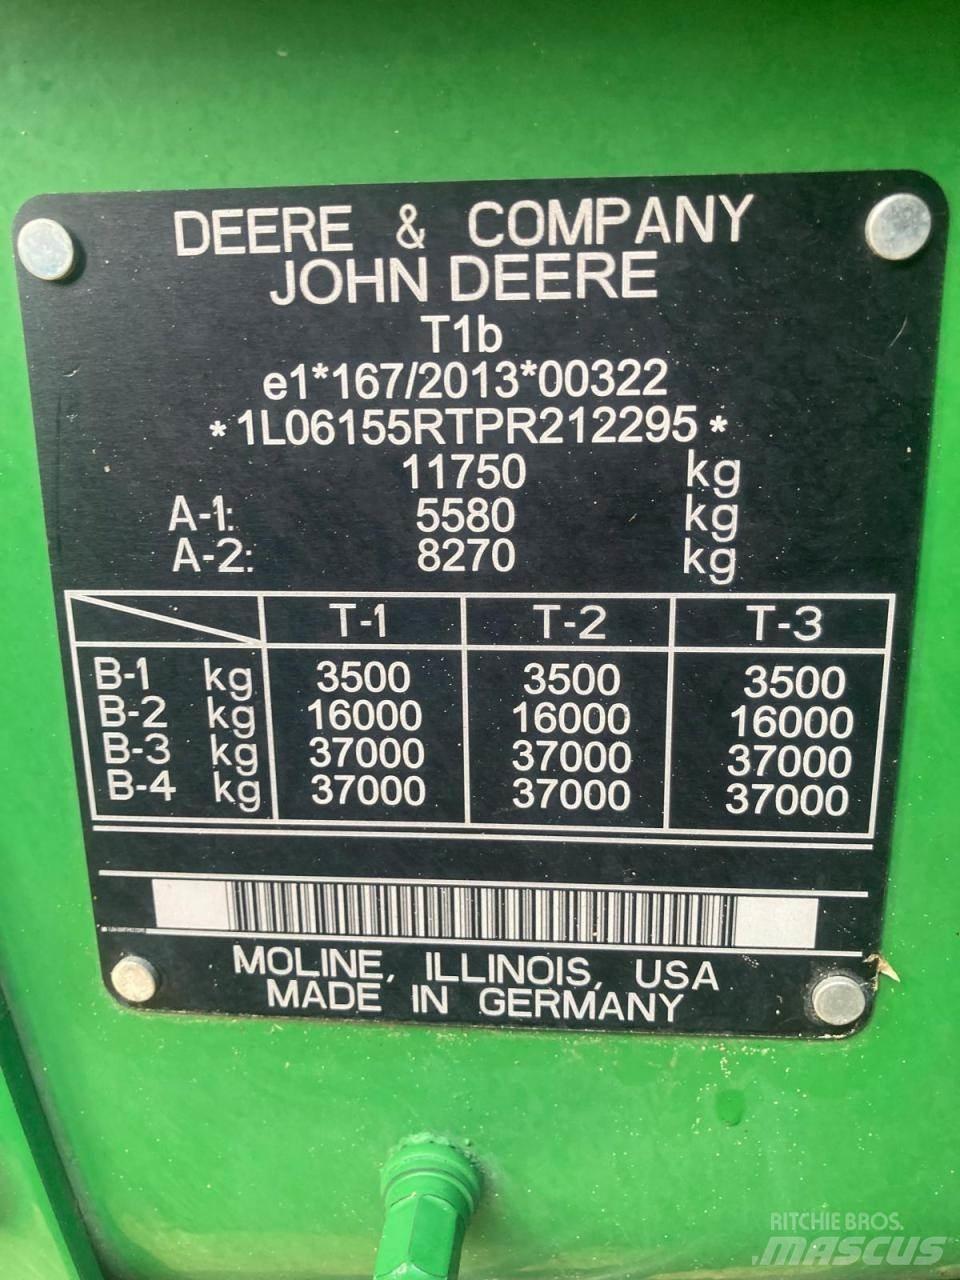 DEERE & COMPANY
JOHN DEERE
T1b
e1*167/2013*00322
*1L06155RTPR212295*
11750 kg
A-1: 5580 kg
A-2: 8270 kg
T-1 T-2 T-3
B-1 kg 3500 3500 3500
B-2 kg 16000 16000 16000
B-3 kg 37000 37000 37000
B-4 kg 37000 37000 37000
MOLINE, ILLINOIS, USA
MADE IN GERMANY
RITCHIE BROS.
MASCUS